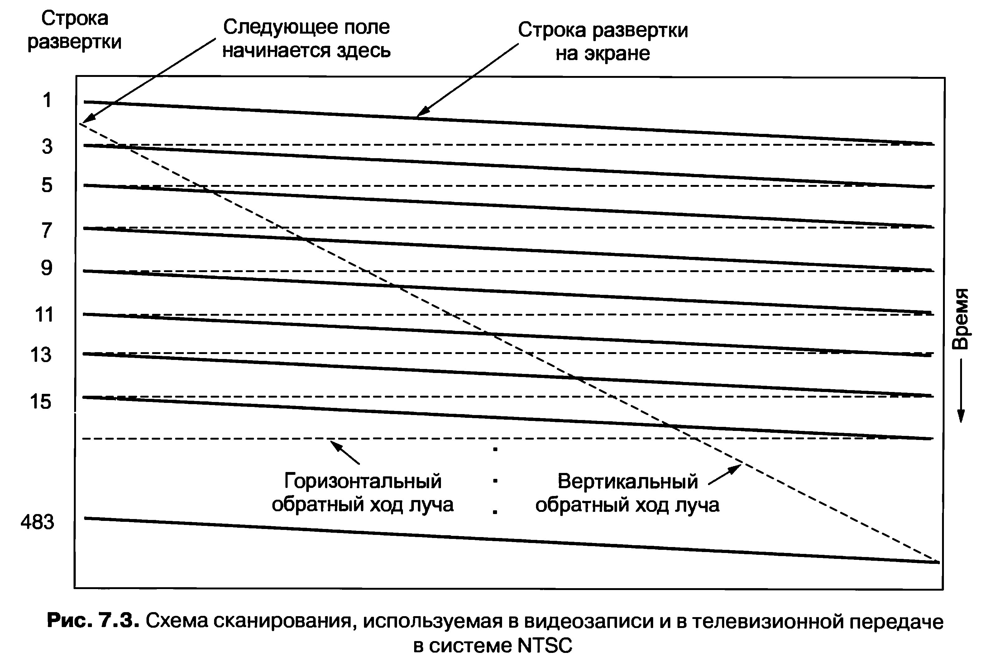 Строка
развертки
Следующее поле
начинается здесь
Строка развертки
на экране
1
3
5
7
9
11
13
15
483
Время
Горизонтальный
обратный ход луча
Вертикальный
обратный ход луча
Рис. 7.3. Схема сканирования, используемая в видеозаписи и в телевизионной передаче
в системе NTSC